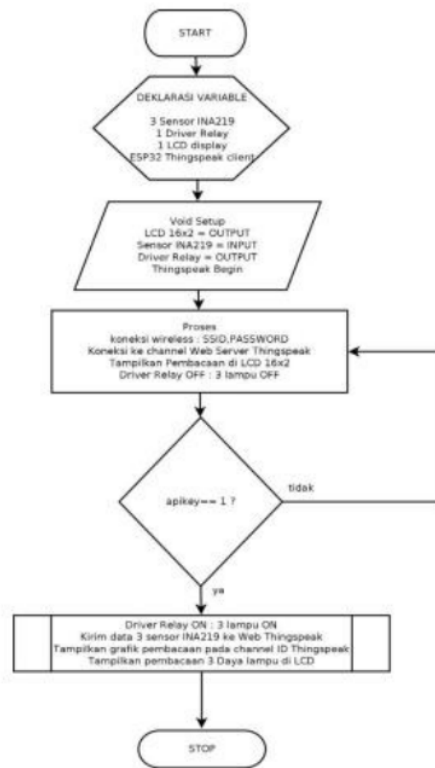 START
DEKLARASI VARIABLE
3 Sensor INA219
1 Driver Relay
1 LCD display
ESP32 Thingspeak client
Void Setup
LCD 16x2 = OUTPUT
Sensor INA219 = INPUT
Driver Relay = OUTPUT
Thingspeak Begin
Proses
koneksi wireless : SSID,PASSWORD
Koneksi ke channel Web Server Thingspeak
Tampilkan Pembacaan di LCD 16x2
Driver Relay OFF : 3 lampu OFF
apikey== 1 ?
tidak
ya
Driver Relay ON : 3 lampu ON
Kirim data 3 sensor INA219 ke Web Thingspeak
Tampilkan grafik pembacaan pada channel ID Thingspeak
Tampilkan pembacaan 3 Daya lampu di LCD
STOP